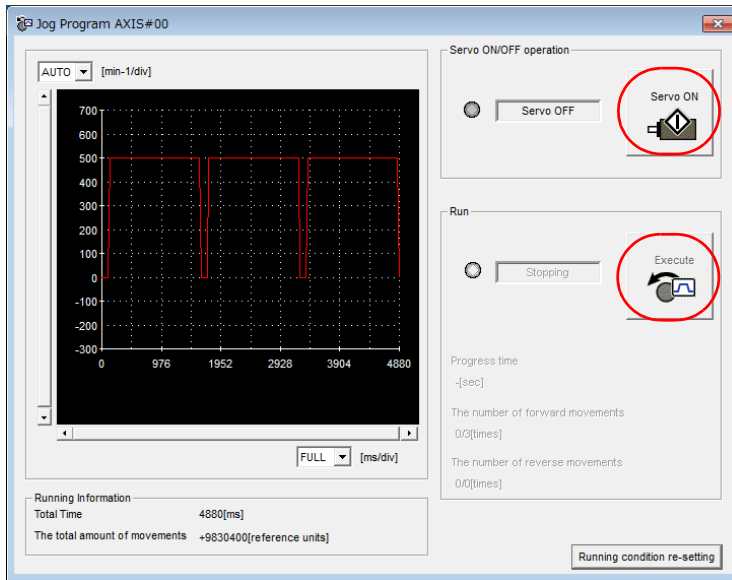 Jog Program AXIS#00
AUTO [min-1/div]
700
600
500
400
300
200
100
0
-100
-200
-300
0 976 1952 2928 3904 4880
FULL [ms/div]
Running Information
Total Time 4880[ms]
The total amount of movements +9830400[reference units]
Servo ON/OFF operation
Servo OFF
Servo ON
Run
Stopping
Execute
Progress time
-[sec]
The number of forward movements
0/3[times]
The number of reverse movements
0/0[times]
Running condition re-setting